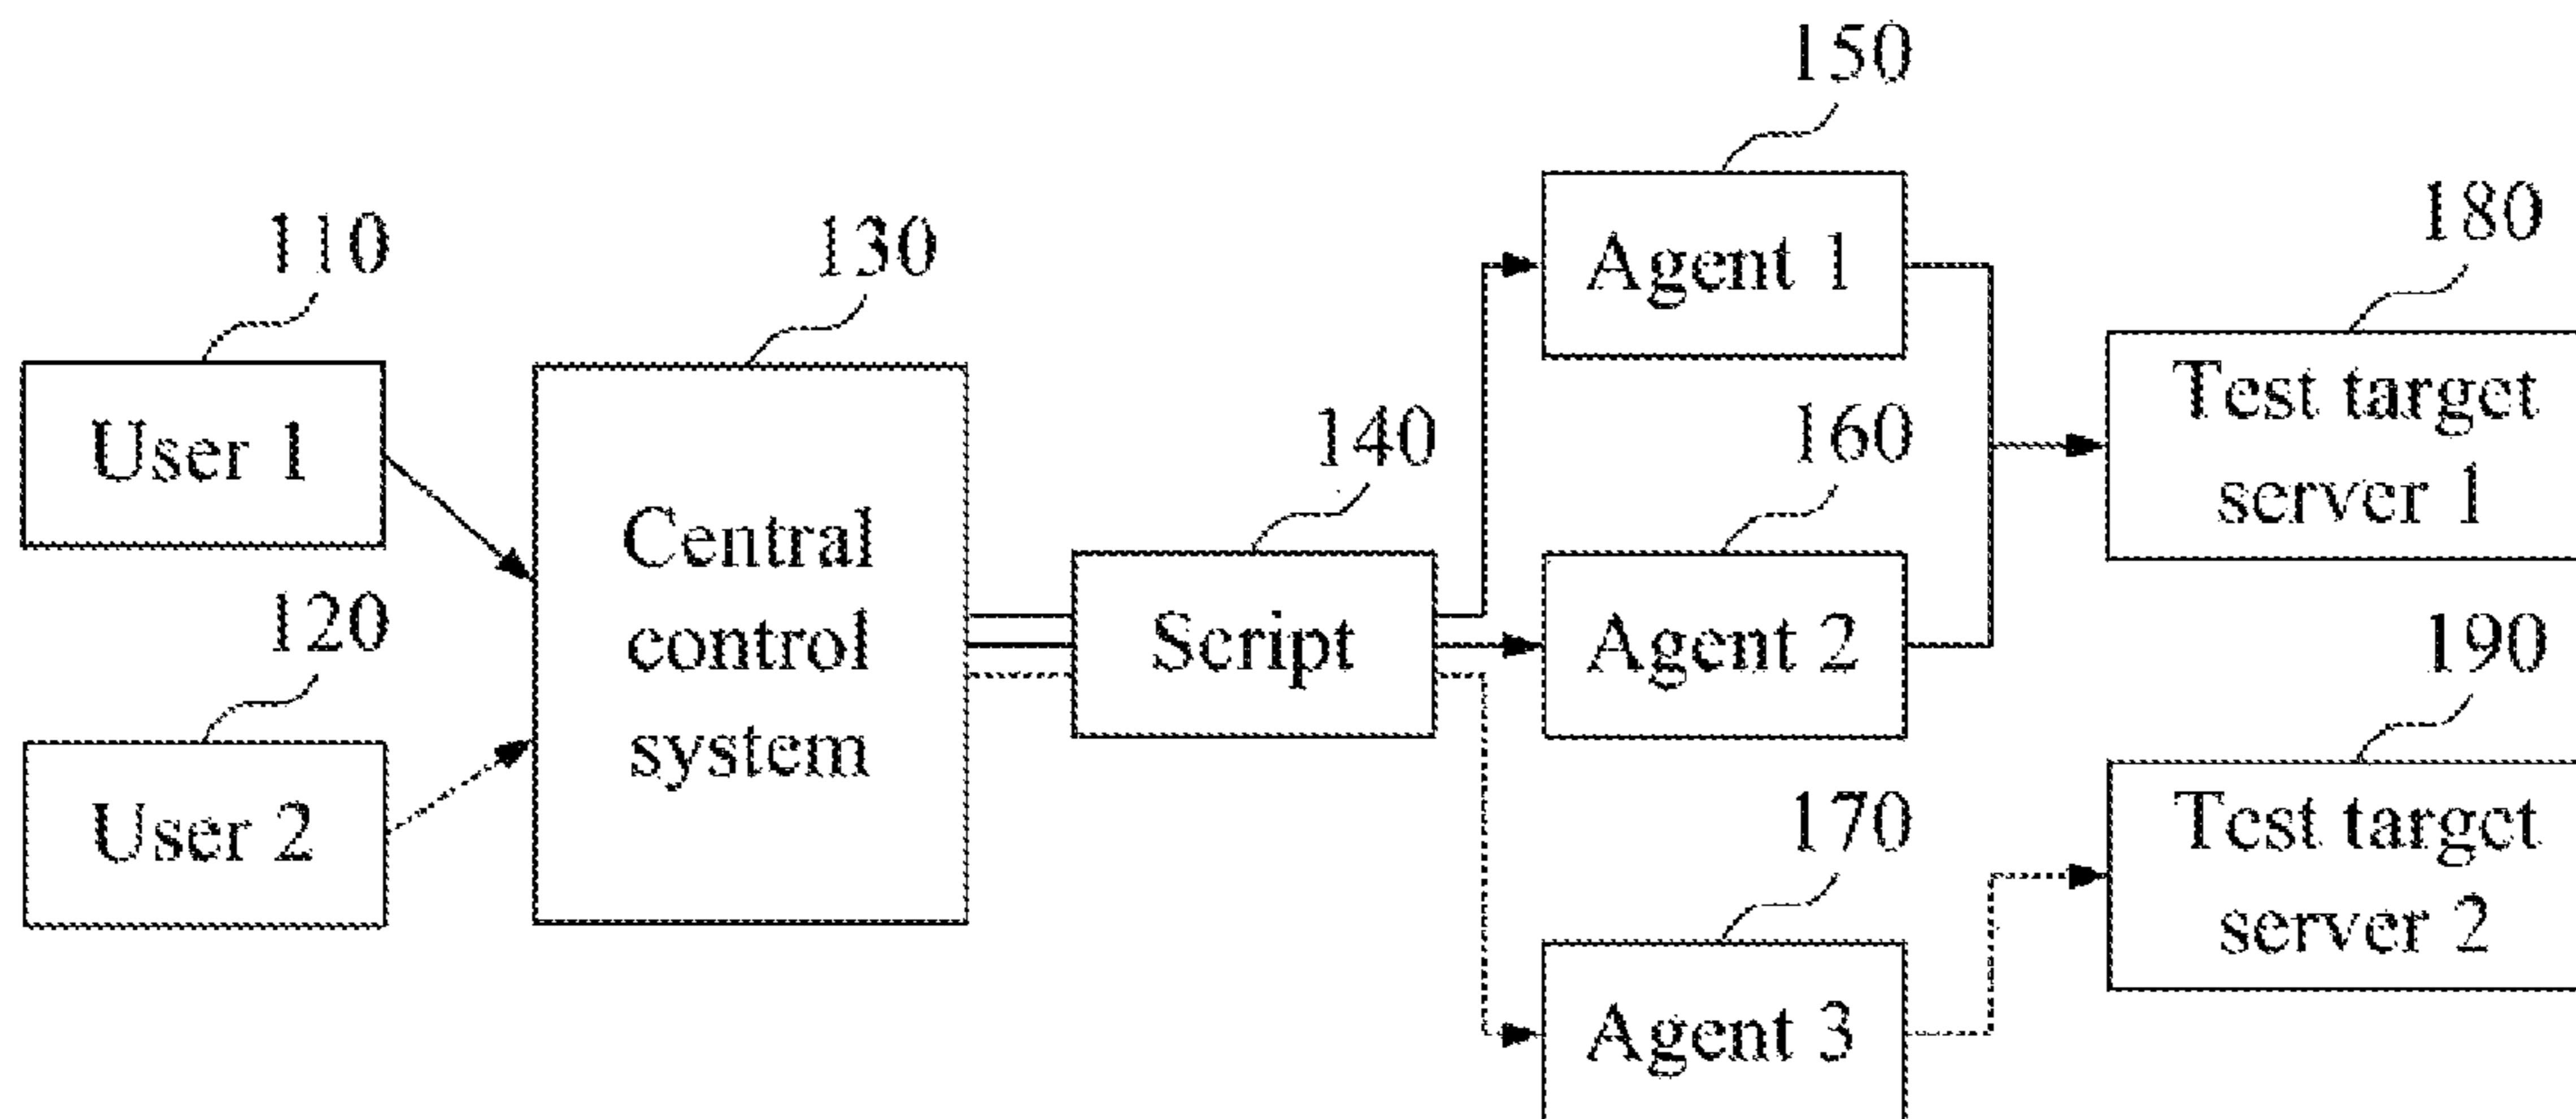 150
180
110
130
Agent 1
Test target
server 1
140
160
User 1
Central
control
system
Script
Agent 2
120
190
User 2
170
Test target
server 2
Agent 3